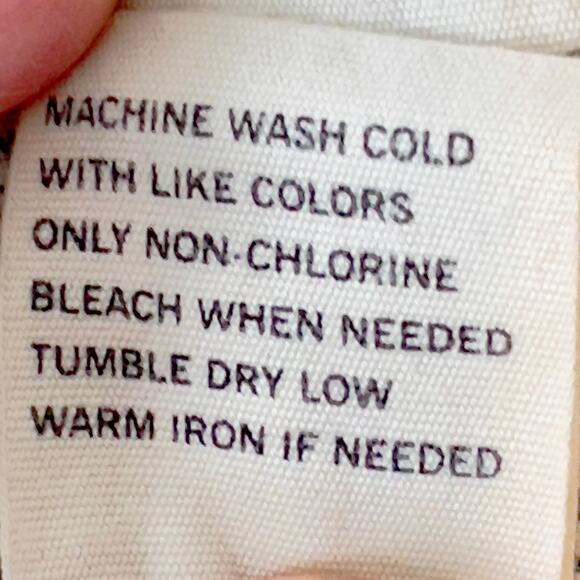 MACHINE WASH COLD
WITH LIKE COLORS
ONLY NON-CHLORINE
BLEACH WHEN NEEDED
TUMBLE DRY LOW
WARM IRON IF NEEDED